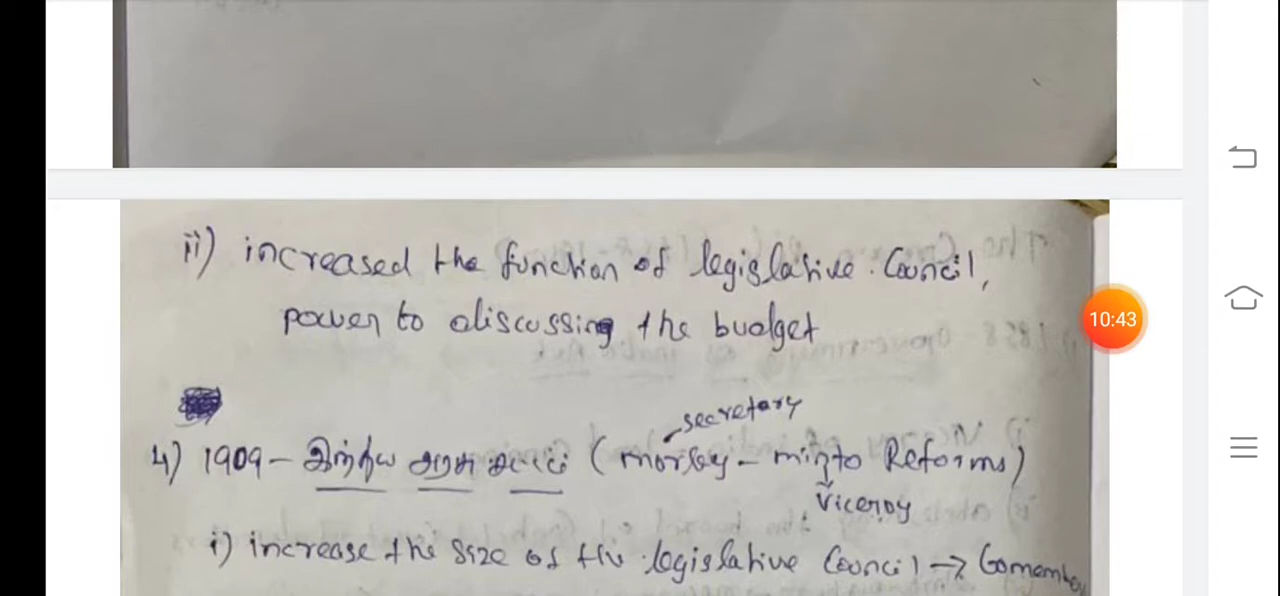 ii) increased the function of legislative Council,
power to discussing the budget
10:43
secretary
4) 1909 - இந்திய அரசு சட்டம் (morley - minto Reforms)
Viceroy
i) increase the size of the legislative Council → 60 member